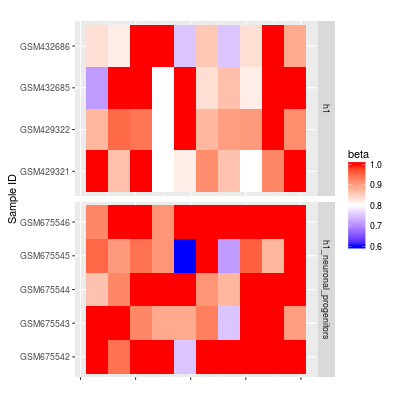 GSM432686
GSM432685
GSM429322
GSM429321
h1
GSM675546
GSM675545
GSM675544
GSM675543
GSM675542
h1_neuronal_progenitors
Sample ID
beta
1.0
0.9
0.8
0.7
0.6